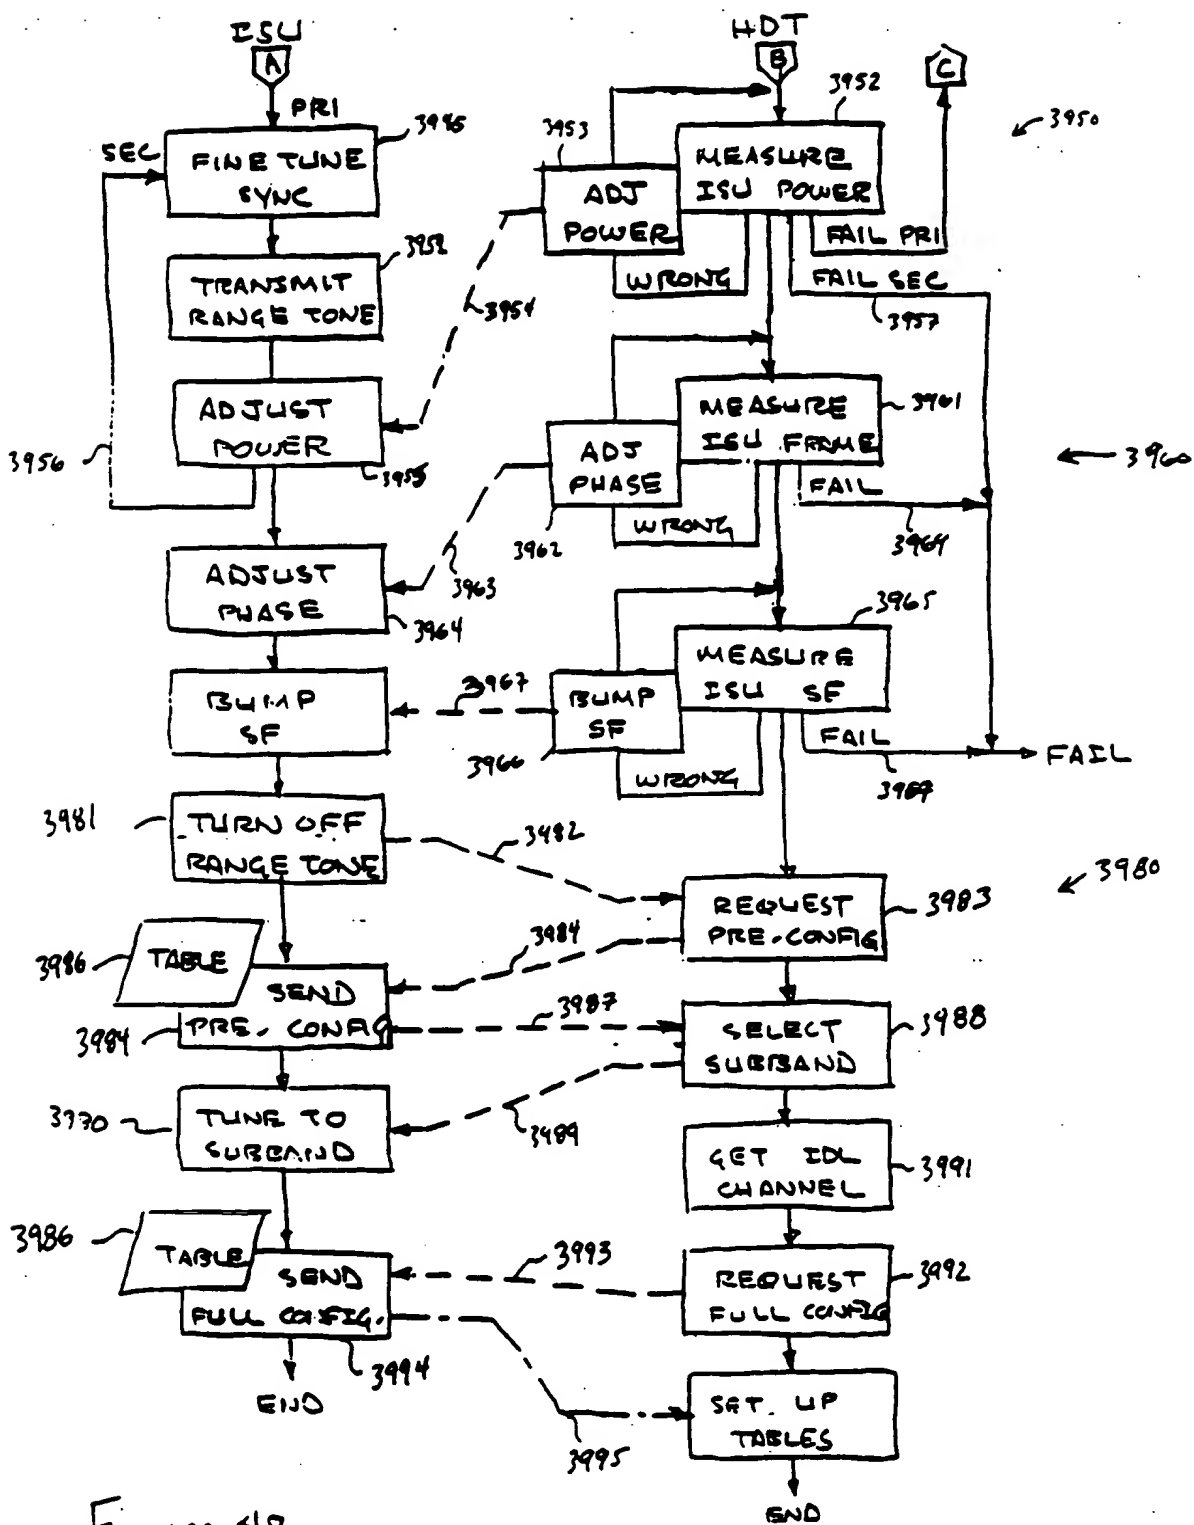 ISU
HDT
A
B
C
PRI
SEC
FINE TUNE
SYNC
3952
3953
3950
MEASURE
ISU POWER
ADJ
POWER
FAIL PRI
WRONG
FAIL SEC
3957
3954
TRANSMIT
RANGE TONE
ADJUST
POWER
3955
3956
MEASURE
ISU FRAME
3961
3960
ADJ
PHASE
FAIL
WRONG
3962
3964
3963
ADJUST
PHASE
3964
3965
MEASURE
ISU SF
BUMP
SF
3967
BUMP
SF
3966
FAIL
WRONG
FAIL
3981
TURN OFF
RANGE TONE
3982
3980
REQUEST
PRE-CONFIG
3983
3984
3986
TABLE
SEND
PRE-CONFIG
3984
3987
SELECT
SUBBAND
3988
3989
TUNE TO
SUBBAND
GET IDL
CHANNEL
3991
3986
TABLE
SEND
FULL CONFIG.
3993
REQUEST
FULL CONFIG
3992
3994
END
SET UP
TABLES
3995
END